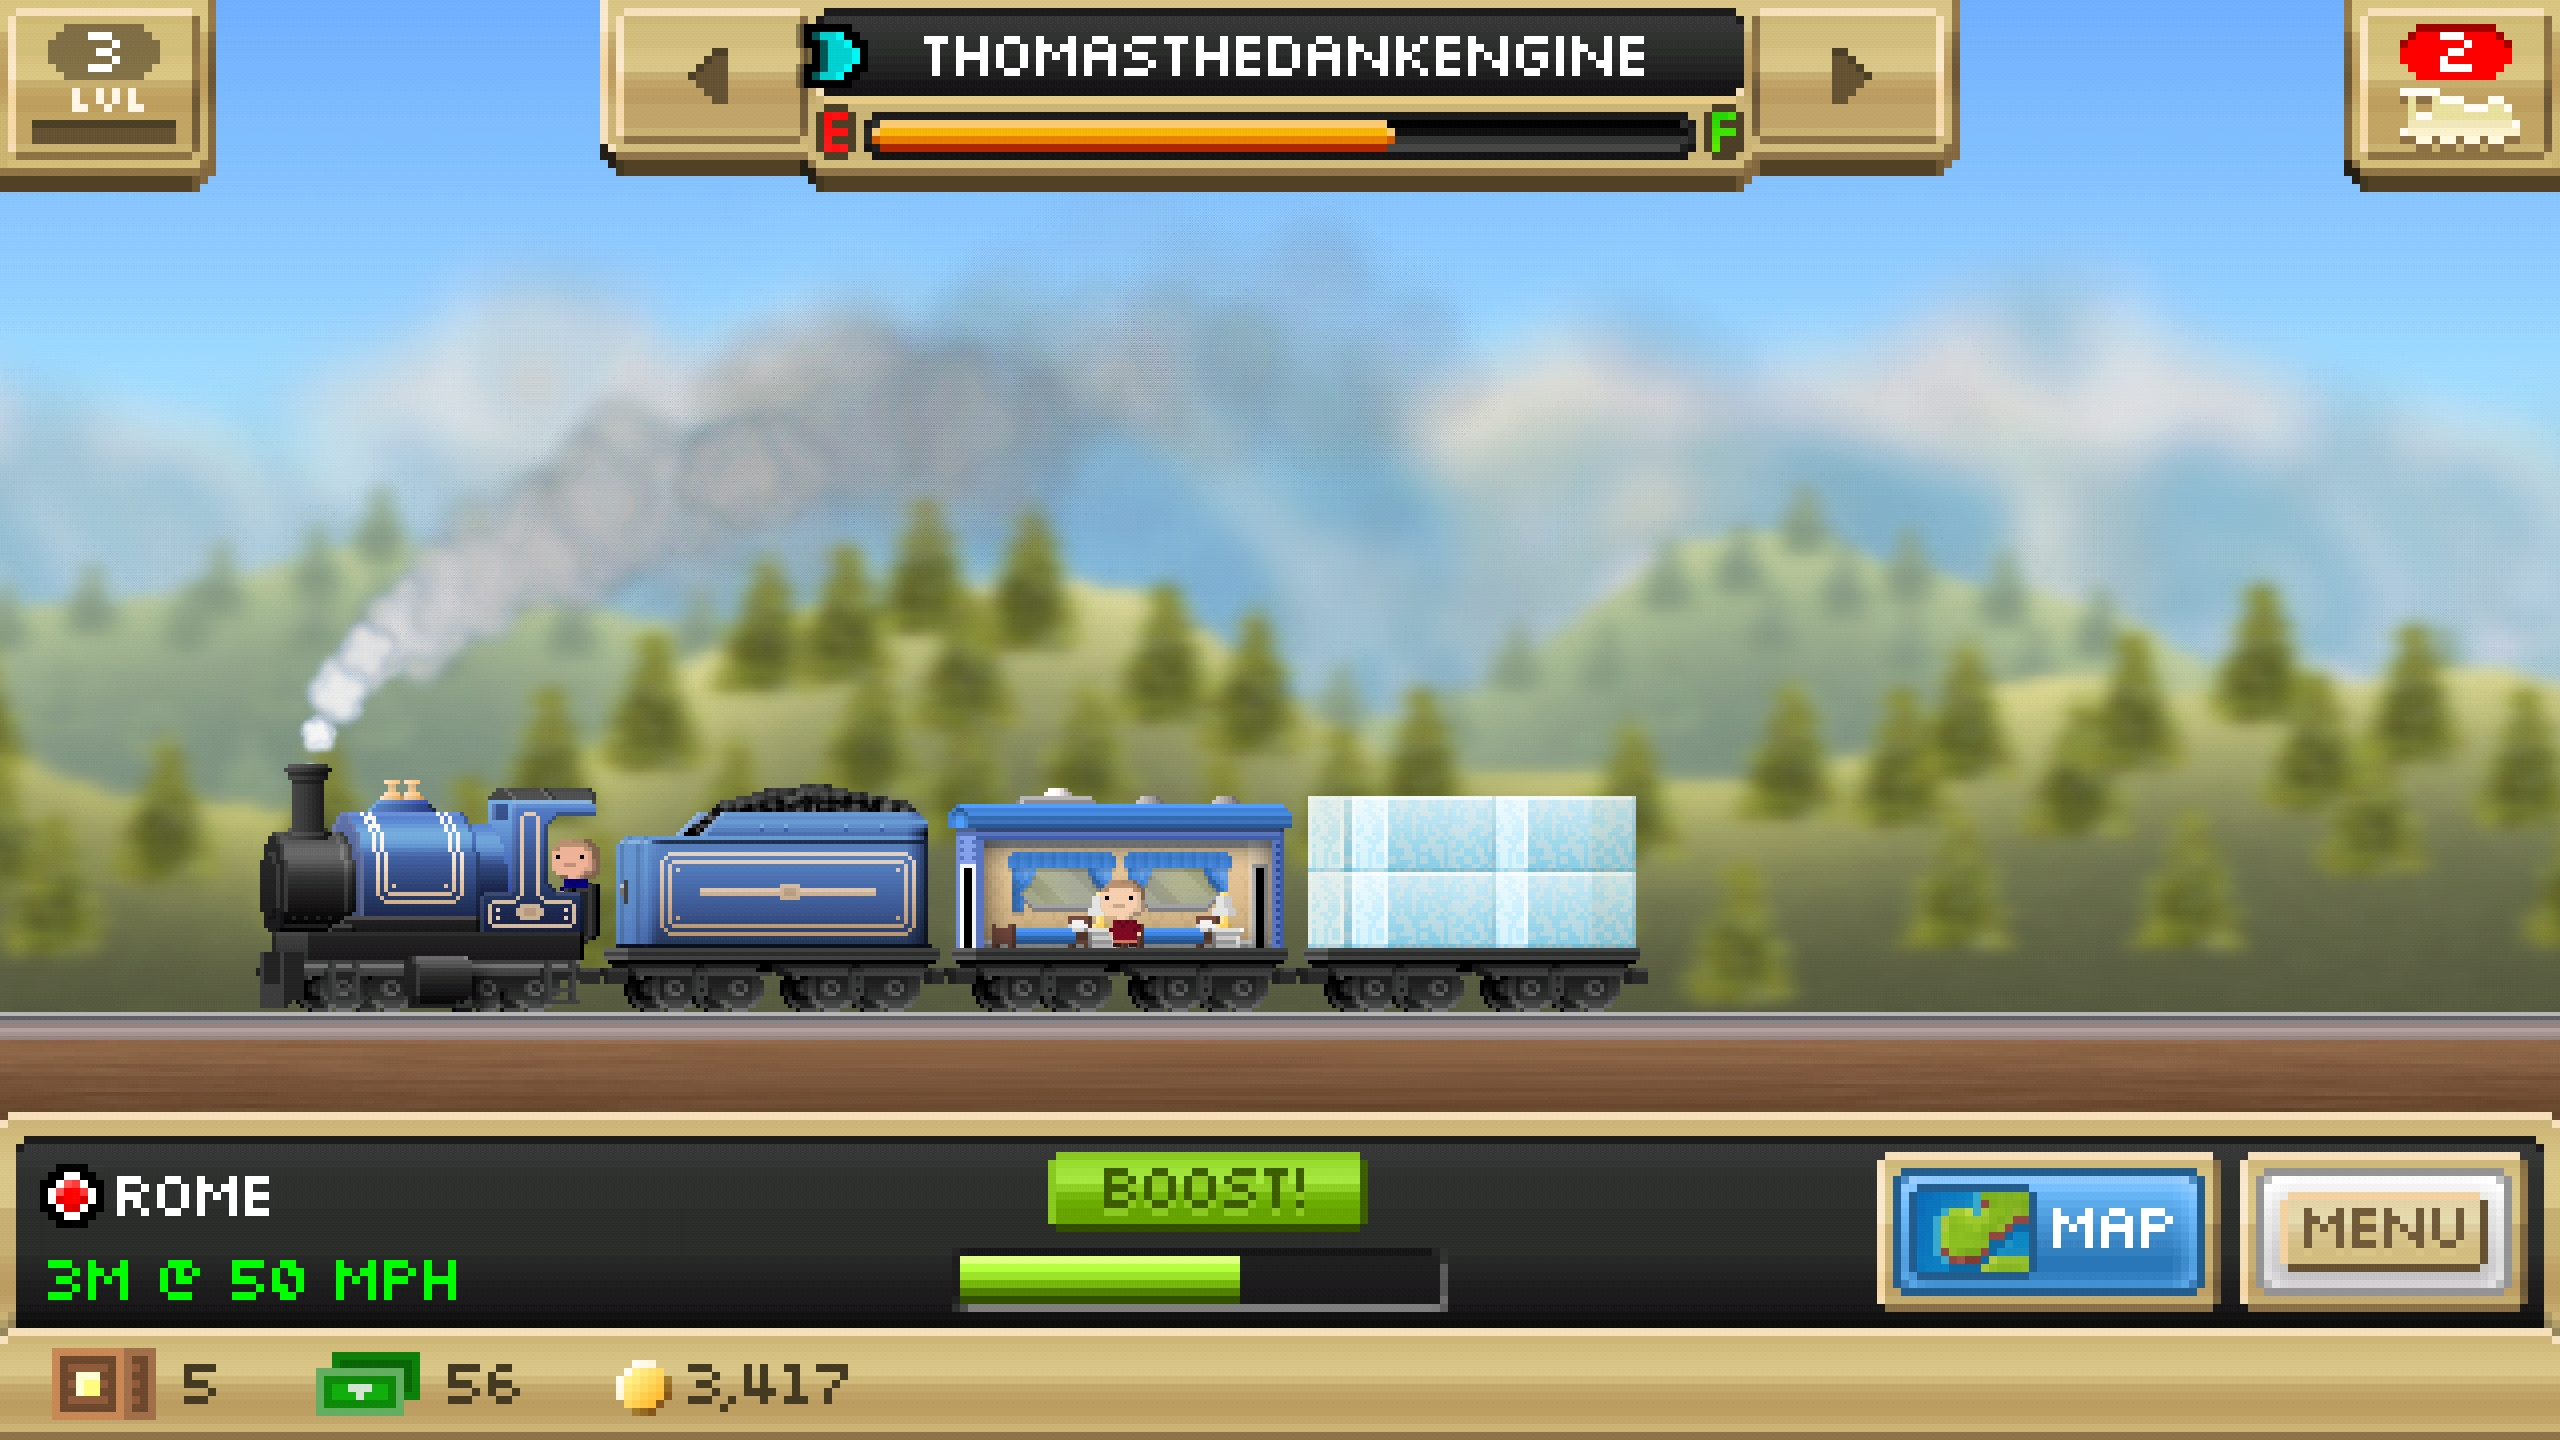 3
LVL
THOMASTHEDANKENGINE
E F
2
ROME
BOOST!
MAP
MENU
3M @ 50 MPH
5 56 3,417